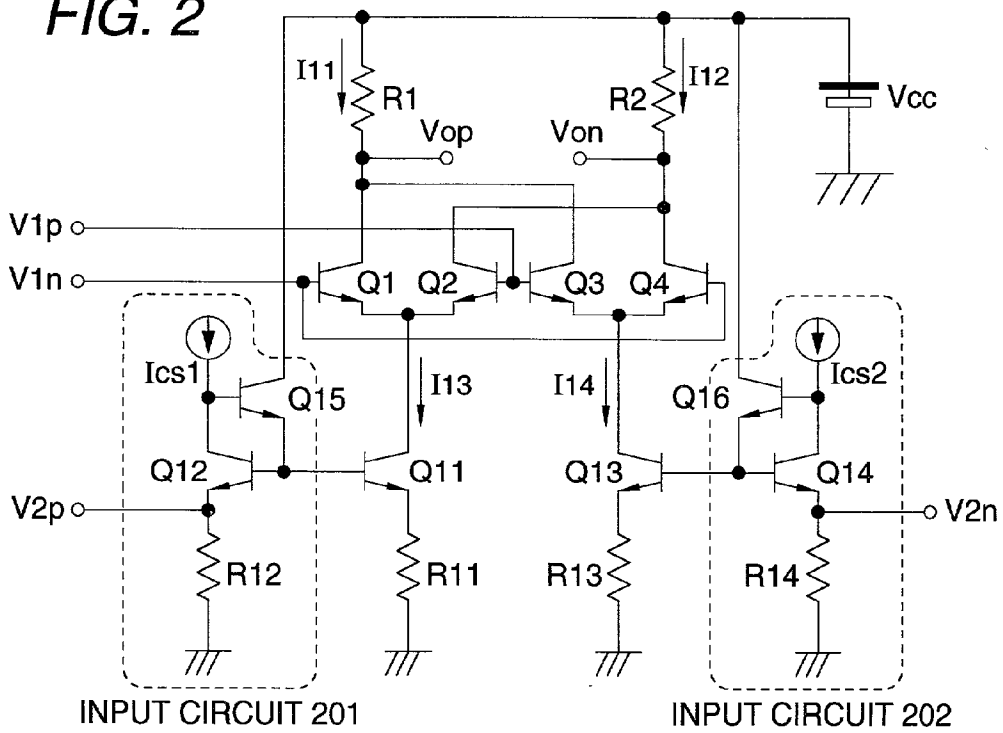 FIG. 2
I11
R1
R2
I12
Vcc
Vop
Von
V1p
V1n
Q1
Q2
Q3
Q4
Ics1
Q15
I13
I14
Q16
Ics2
Q12
Q11
Q13
Q14
V2p
V2n
R12
R11
R13
R14
INPUT CIRCUIT 201
INPUT CIRCUIT 202